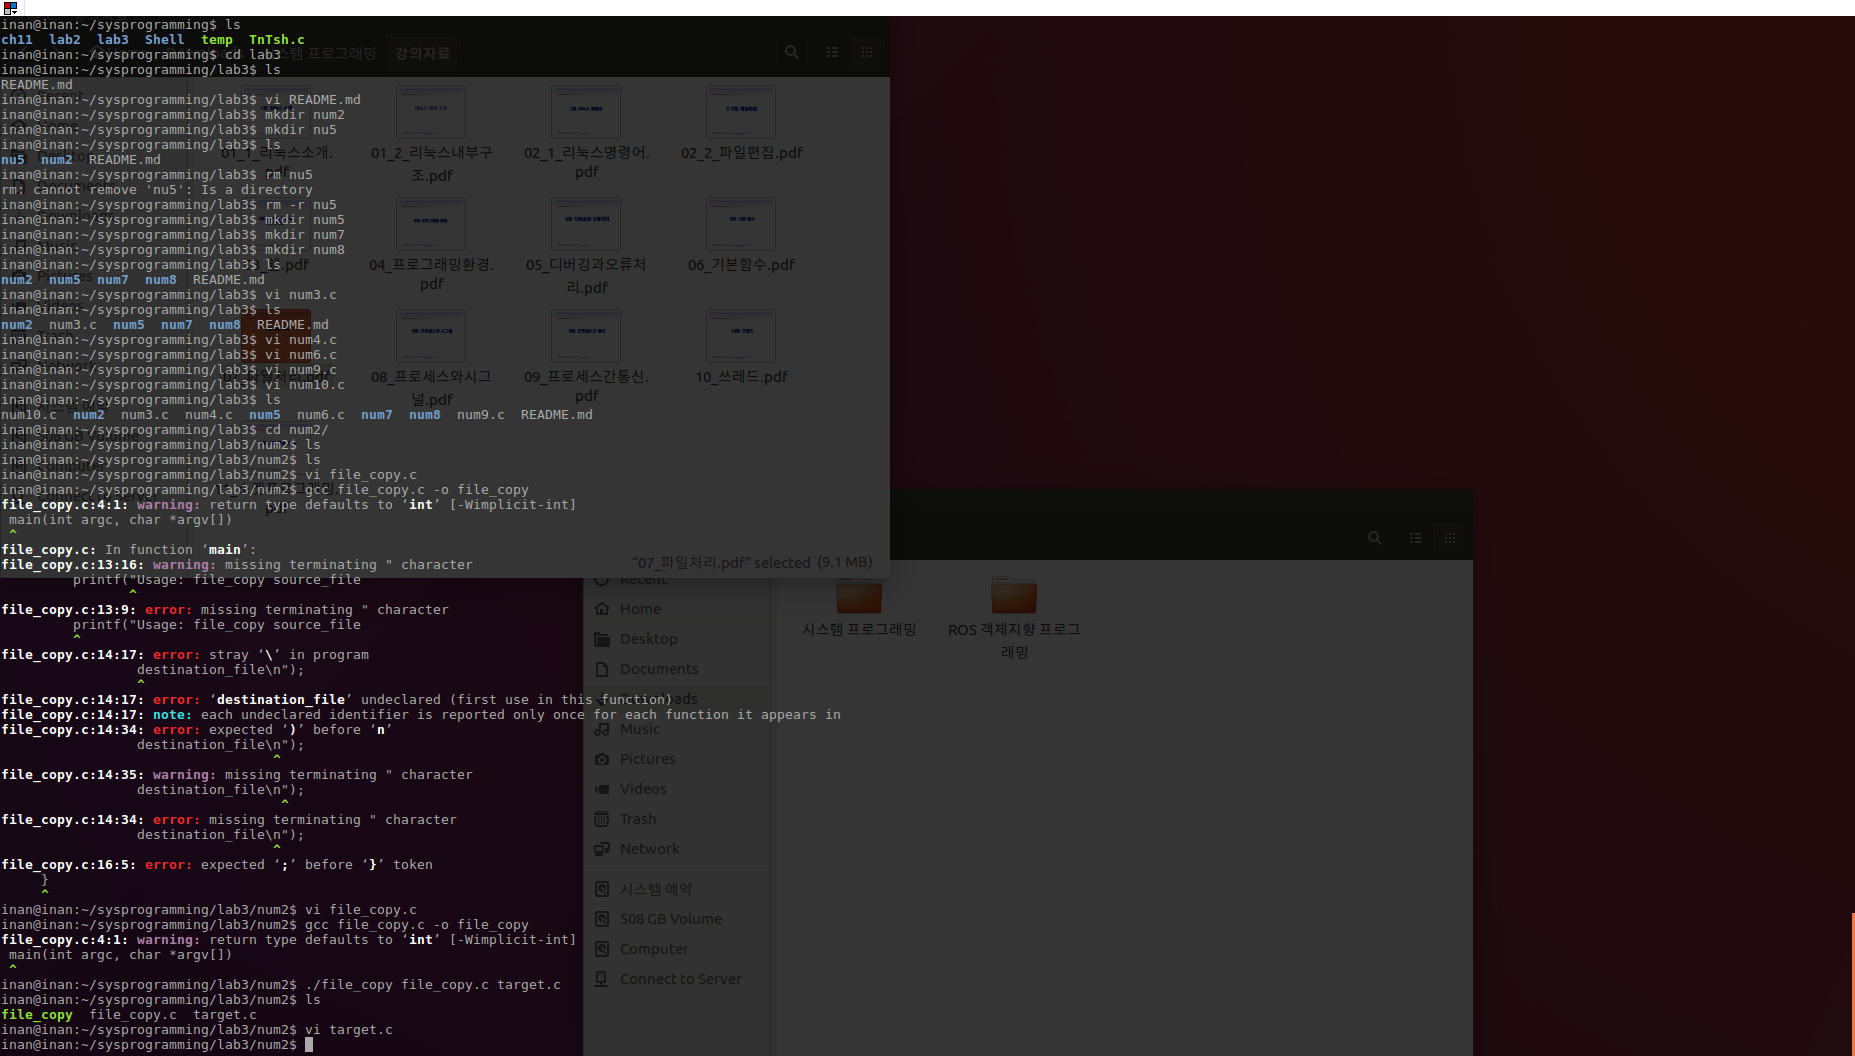 inan@inan:~/sysprogramming$ ls
ch11  lab2  lab3  Shell  temp  TnTsh.c
inan@inan:~/sysprogramming$ cd lab3
inan@inan:~/sysprogramming/lab3$ ls
README.md
inan@inan:~/sysprogramming/lab3$ vi README.md
inan@inan:~/sysprogramming/lab3$ mkdir num2
inan@inan:~/sysprogramming/lab3$ mkdir nu5
inan@inan:~/sysprogramming/lab3$ ls
nu5  num2  README.md
inan@inan:~/sysprogramming/lab3$ rm nu5
rm: cannot remove 'nu5': Is a directory
inan@inan:~/sysprogramming/lab3$ rm -r nu5
inan@inan:~/sysprogramming/lab3$ mkdir num5
inan@inan:~/sysprogramming/lab3$ mkdir num7
inan@inan:~/sysprogramming/lab3$ mkdir num8
inan@inan:~/sysprogramming/lab3$ ls
num2  num5  num7  num8  README.md
inan@inan:~/sysprogramming/lab3$ vi num3.c
inan@inan:~/sysprogramming/lab3$ ls
num2  num3.c  num5  num7  num8  README.md
inan@inan:~/sysprogramming/lab3$ vi num4.c
inan@inan:~/sysprogramming/lab3$ vi num6.c
inan@inan:~/sysprogramming/lab3$ vi num9.c
inan@inan:~/sysprogramming/lab3$ vi num10.c
inan@inan:~/sysprogramming/lab3$ ls
num10.c  num2  num3.c  num4.c  num5  num6.c  num7  num8  num9.c  README.md
inan@inan:~/sysprogramming/lab3$ cd num2/
inan@inan:~/sysprogramming/lab3/num2$ ls
inan@inan:~/sysprogramming/lab3/num2$ ls
inan@inan:~/sysprogramming/lab3/num2$ vi file_copy.c
inan@inan:~/sysprogramming/lab3/num2$ gcc file_copy.c -o file_copy
file_copy.c:4:1: warning: return type defaults to ‘int’ [-Wimplicit-int]
 main(int argc, char *argv[])
 ^
file_copy.c: In function ‘main’:
file_copy.c:13:16: warning: missing terminating " character
         printf("Usage: file_copy source_file
                ^
file_copy.c:13:9: error: missing terminating " character
         printf("Usage: file_copy source_file
         ^
file_copy.c:14:17: error: stray ‘\’ in program
                 destination_file\n");
                 ^
file_copy.c:14:17: error: ‘destination_file’ undeclared (first use in this function)
file_copy.c:14:17: note: each undeclared identifier is reported only once for each function it appears in
file_copy.c:14:34: error: expected ‘)’ before ‘n’
                 destination_file\n");
                                  ^
file_copy.c:14:35: warning: missing terminating " character
                 destination_file\n");
                                   ^
file_copy.c:14:34: error: missing terminating " character
                 destination_file\n");
                                  ^
file_copy.c:16:5: error: expected ‘;’ before ‘}’ token
     }
     ^
inan@inan:~/sysprogramming/lab3/num2$ vi file_copy.c
inan@inan:~/sysprogramming/lab3/num2$ gcc file_copy.c -o file_copy
file_copy.c:4:1: warning: return type defaults to ‘int’ [-Wimplicit-int]
 main(int argc, char *argv[])
 ^
inan@inan:~/sysprogramming/lab3/num2$ ./file_copy file_copy.c target.c
inan@inan:~/sysprogramming/lab3/num2$ ls
file_copy  file_copy.c  target.c
inan@inan:~/sysprogramming/lab3/num2$ vi target.c
inan@inan:~/sysprogramming/lab3/num2$
프로그래밍 강의자료
01_1_리눅스소개.
pdf
01_2_리눅스내부구
조.pdf
02_1_리눅스명령어.
pdf
02_2_파일편집.pdf
04_프로그래밍환경.
pdf
05_디버깅과오류처
리.pdf
06_기본함수.pdf
08_프로세스와시그
널.pdf
09_프로세스간통신.
pdf
10_쓰레드.pdf
“07_파일처리.pdf” selected (9.1 MB)
Recent
Home
Desktop
Documents
Downloads
Music
Pictures
Videos
Trash
Network
시스템 예약
508 GB Volume
Computer
Connect to Server
시스템 프로그래밍
ROS 객체지향 프로그
래밍